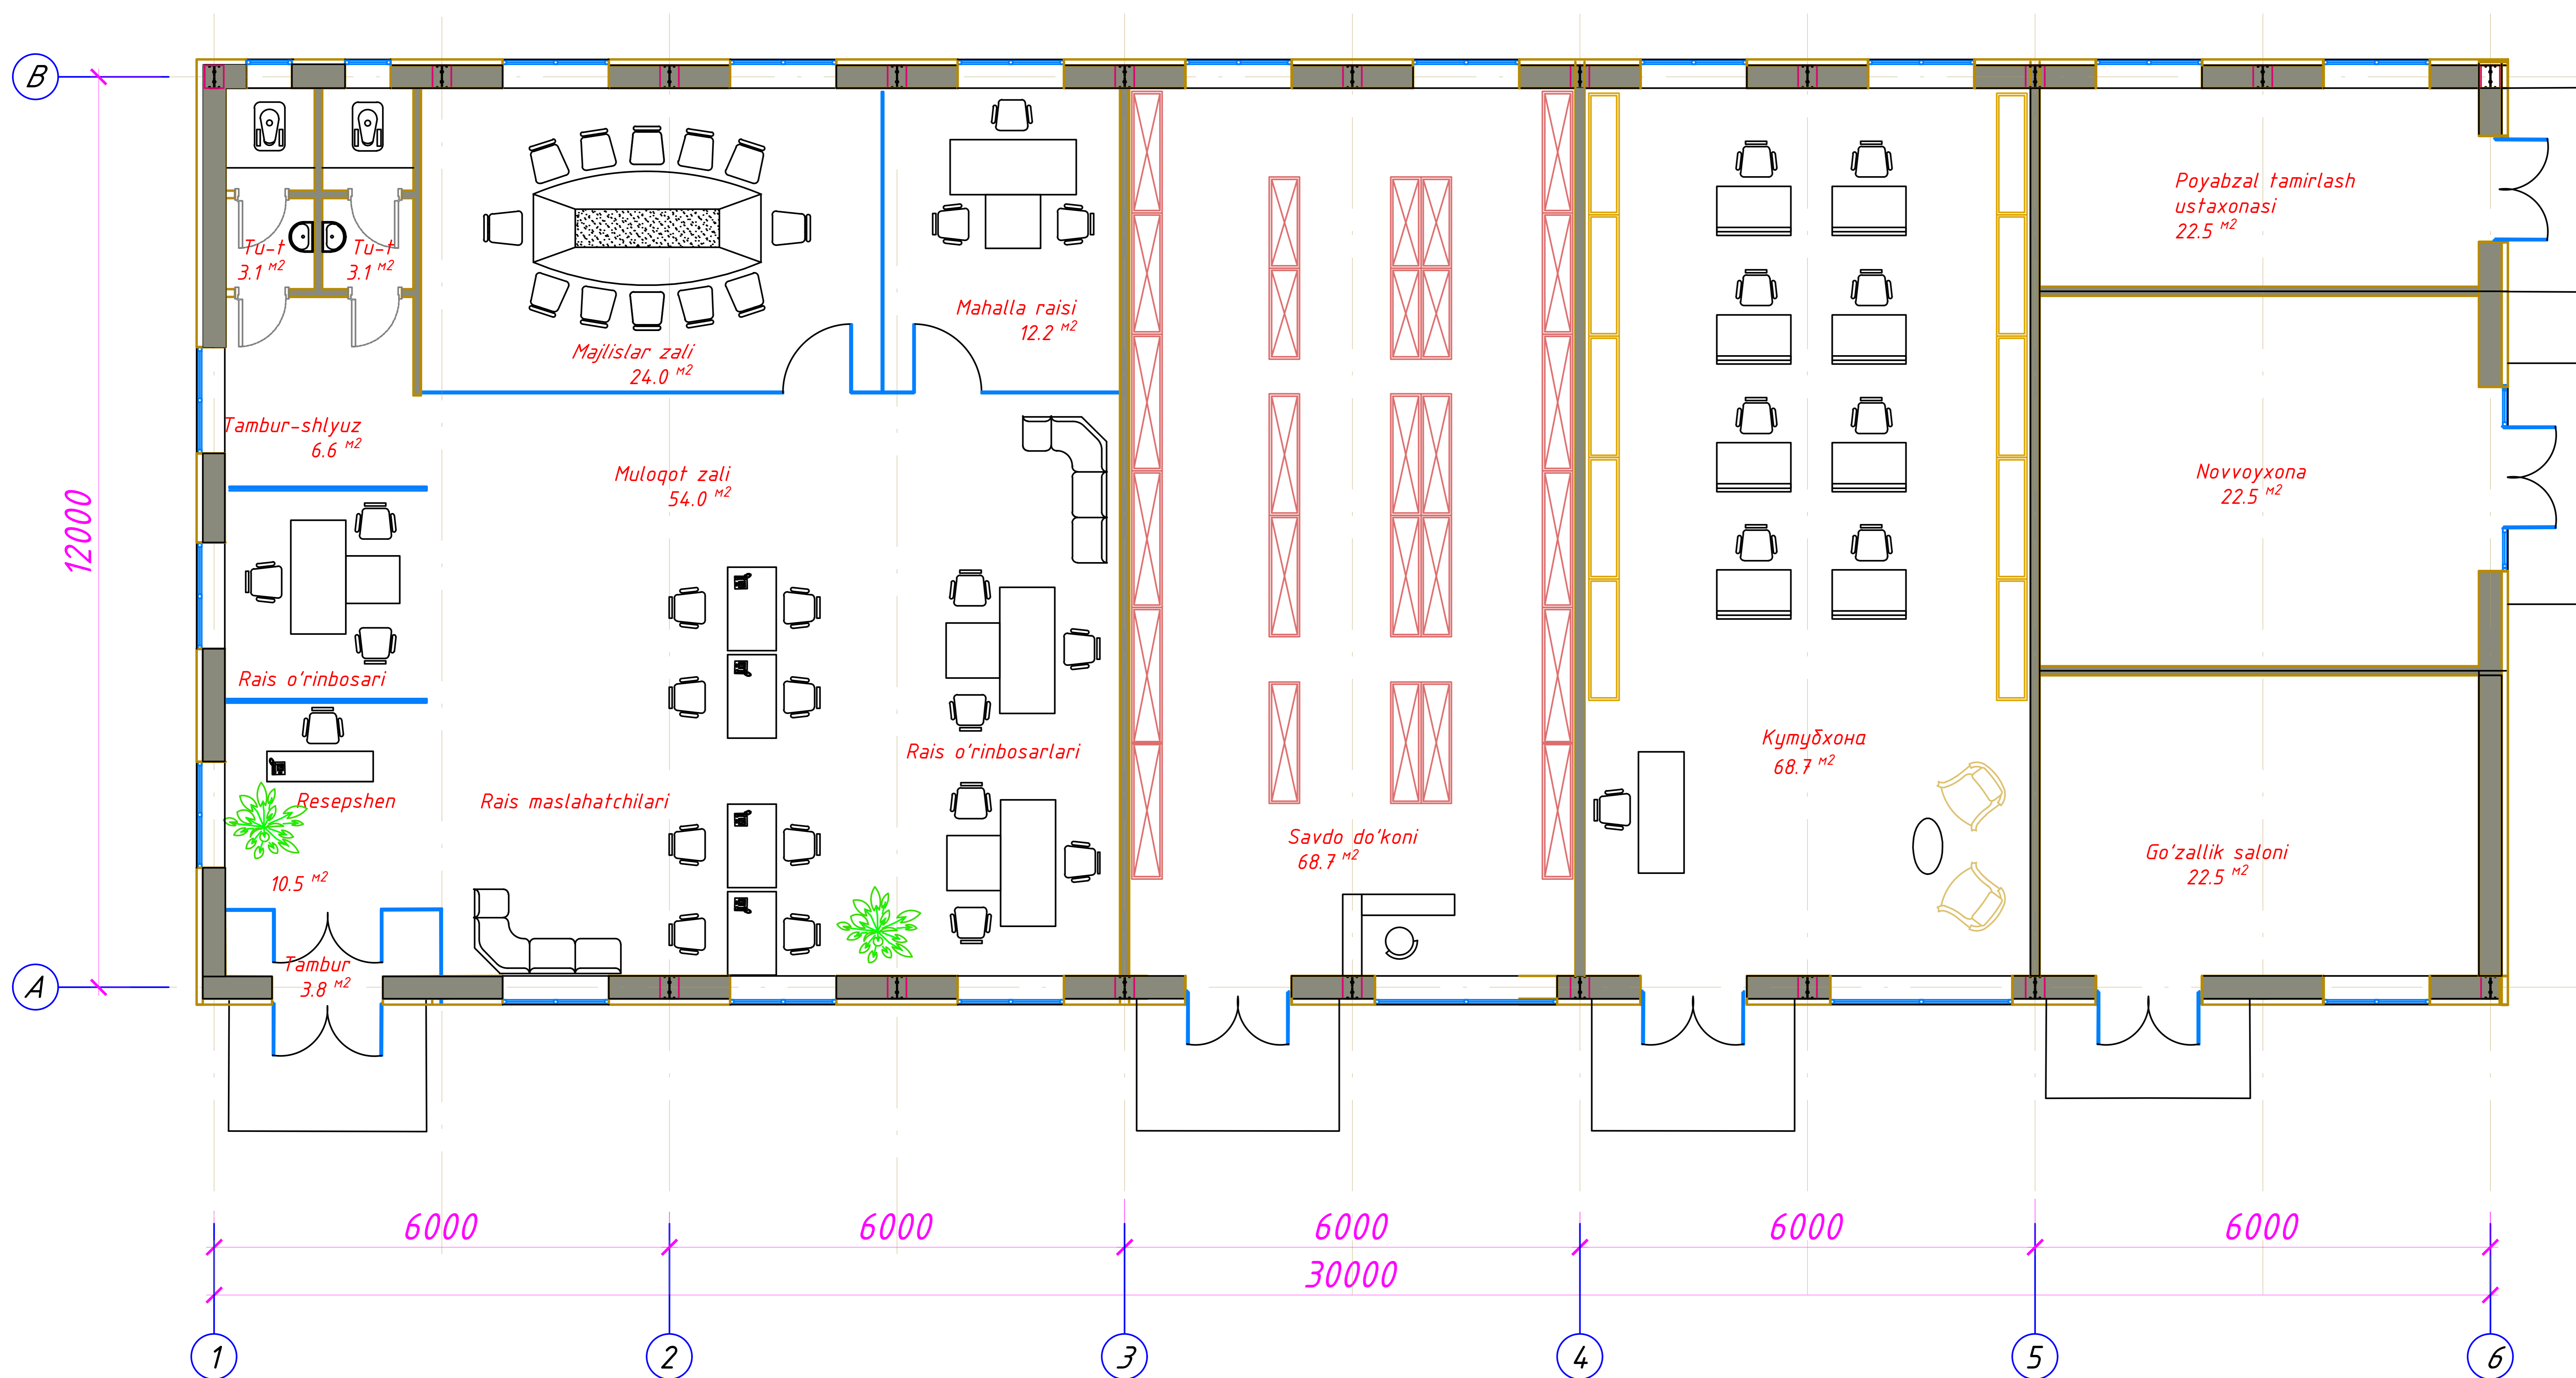 B
Tu-t
3.1 м2
Tu-t
3.1 м2
Majlislar zali
24.0 м2
Mahalla raisi
12.2 м2
Poyabzal tamirlash
ustaxonasi
22.5 м2
Tambur-shlyuz
6.6 м2
Muloqot zali
54.0 м2
Novvoyxona
22.5 м2
12000
Rais o'rinbosari
Rais o'rinbosarlari
Кутубхона
68.7 м2
Resepshen
10.5 м2
Rais maslahatchilari
Savdo do'koni
68.7 м2
Go'zallik saloni
22.5 м2
Tambur
3.8 м2
A
6000
6000
6000
6000
6000
30000
1
2
3
4
5
6